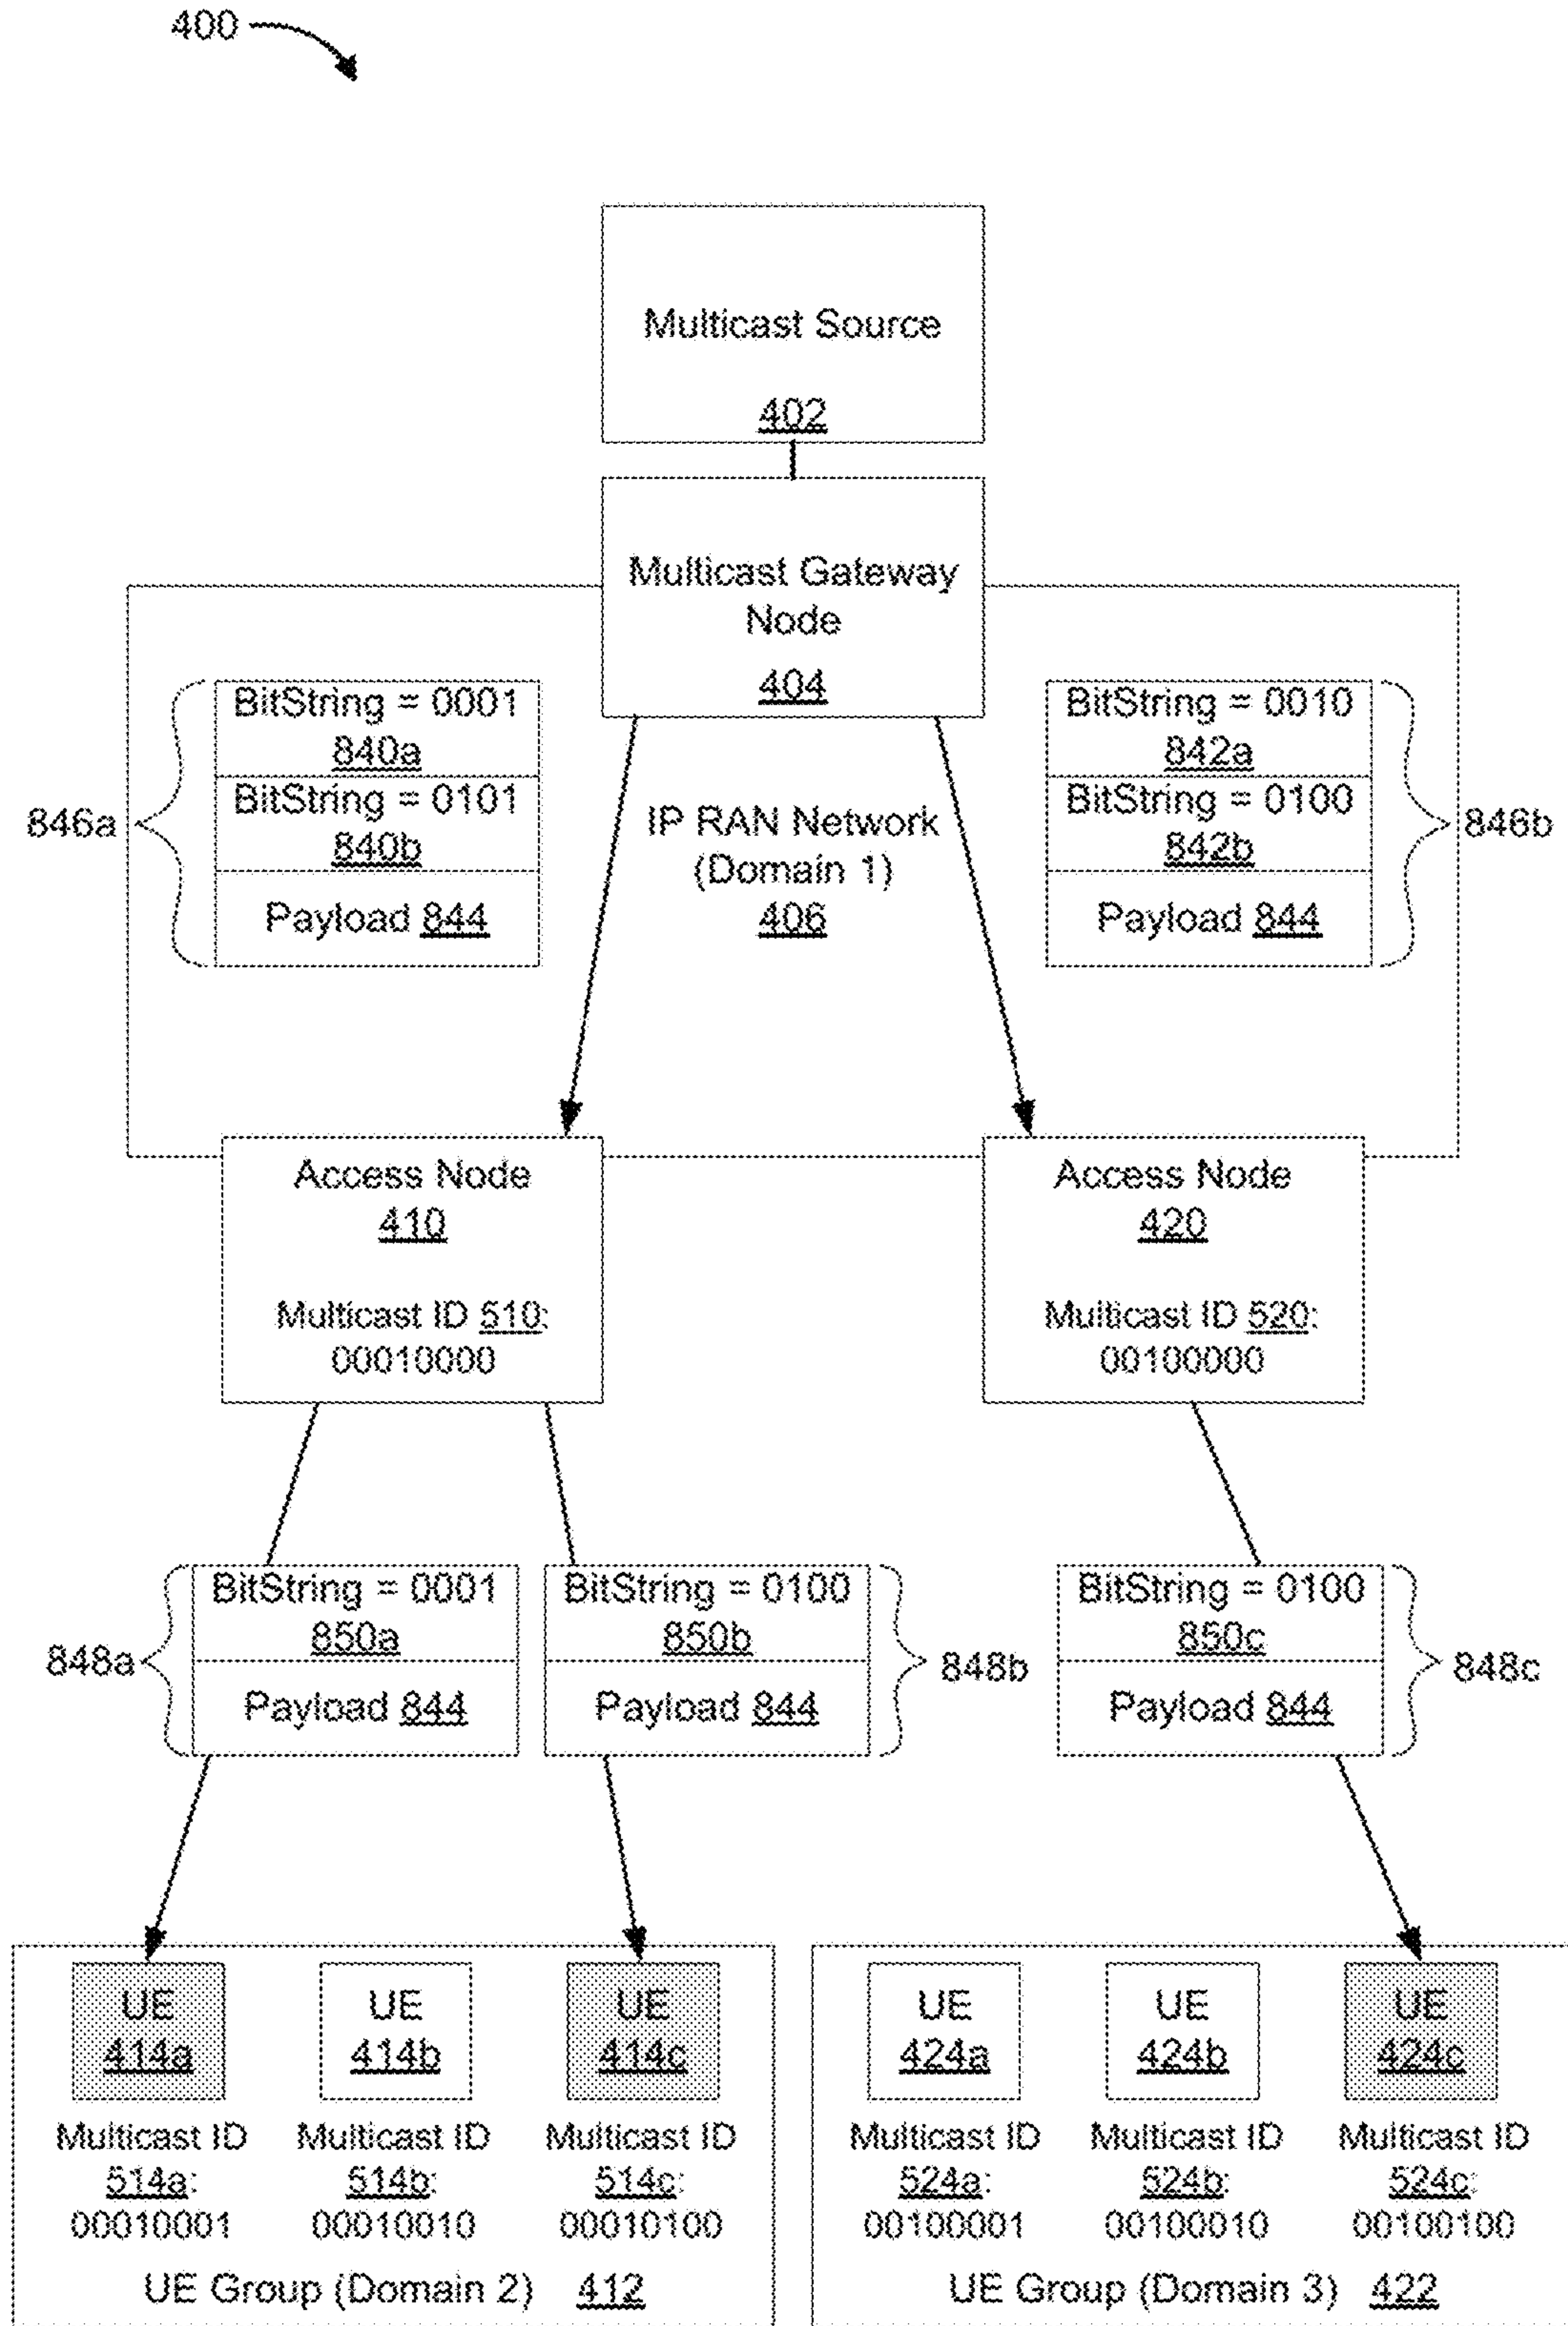 400
Multicast Source
402
Multicast Gateway
Node
404
BitString = 0001
840a
BitString = 0101
840b
Payload 844
846a
IP RAN Network
(Domain 1)
406
BitString = 0010
842a
BitString = 0100
842b
Payload 844
846b
Access Node
410
Multicast ID 510:
00010000
Access Node
420
Multicast ID 520:
00100000
848a
BitString = 0001
850a
Payload 844
BitString = 0100
850b
Payload 844
848b
BitString = 0100
850c
Payload 844
848c
UE
414a
Multicast ID
514a:
00010001
UE
414b
Multicast ID
514b:
00010010
UE
414c
Multicast ID
514c:
00010100
UE Group (Domain 2) 412
UE
424a
Multicast ID
524a:
00100001
UE
424b
Multicast ID
524b:
00100010
UE
424c
Multicast ID
524c:
00100100
UE Group (Domain 3) 422